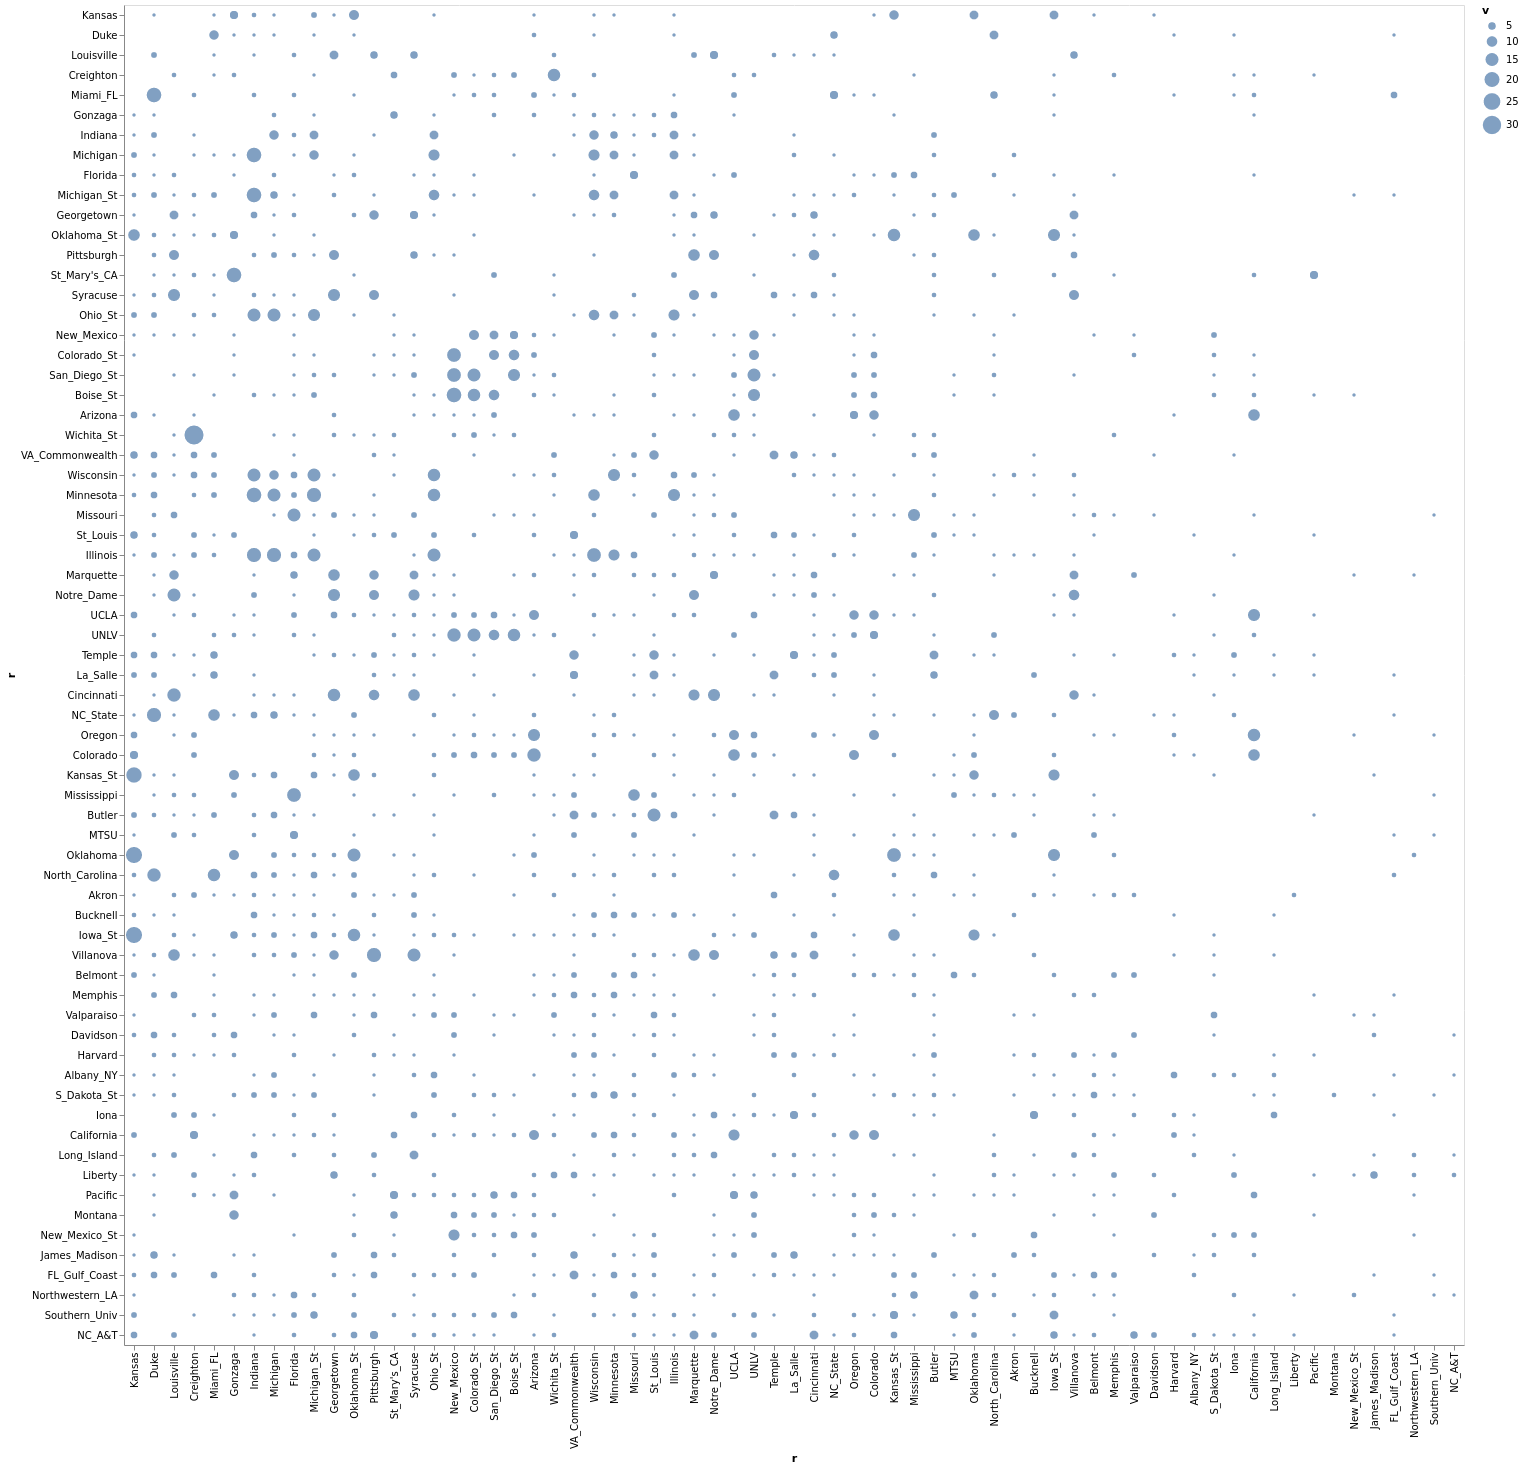 Kansas
Duke
Louisville
Creighton
Miami_FL
Gonzaga
Indiana
Michigan
Florida
Michigan_St
Georgetown
Oklahoma_St
Pittsburgh
St_Mary's_CA
Syracuse
Ohio_St
New_Mexico
Colorado_St
San_Diego_St
Boise_St
Arizona
Wichita_St
VA_Commonwealth
Wisconsin
Minnesota
Missouri
St_Louis
Illinois
Marquette
Notre_Dame
UCLA
UNLV
Temple
La_Salle
Cincinnati
NC_State
Oregon
Colorado
Kansas_St
Mississippi
Butler
MTSU
Oklahoma
North_Carolina
Akron
Bucknell
Iowa_St
Villanova
Belmont
Memphis
Valparaiso
Davidson
Harvard
Albany_NY
S_Dakota_St
Iona
California
Long_Island
Liberty
Pacific
Montana
New_Mexico_St
James_Madison
FL_Gulf_Coast
Northwestern_LA
Southern_Univ
NC_A&T
r
Kansas
Duke
Louisville
Creighton
Miami_FL
Gonzaga
Indiana
Michigan
Florida
Michigan_St
Georgetown
Oklahoma_St
Pittsburgh
St_Mary's_CA
Syracuse
Ohio_St
New_Mexico
Colorado_St
San_Diego_St
Boise_St
Arizona
Wichita_St
VA_Commonwealth
Wisconsin
Minnesota
Missouri
St_Louis
Illinois
Marquette
Notre_Dame
UCLA
UNLV
Temple
La_Salle
Cincinnati
NC_State
Oregon
Colorado
Kansas_St
Mississippi
Butler
MTSU
Oklahoma
North_Carolina
Akron
Bucknell
Iowa_St
Villanova
Belmont
Memphis
Valparaiso
Davidson
Harvard
Albany_NY
S_Dakota_St
Iona
California
Long_Island
Liberty
Pacific
Montana
New_Mexico_St
James_Madison
FL_Gulf_Coast
Northwestern_LA
Southern_Univ
NC_A&T
r
v
5
10
15
20
25
30